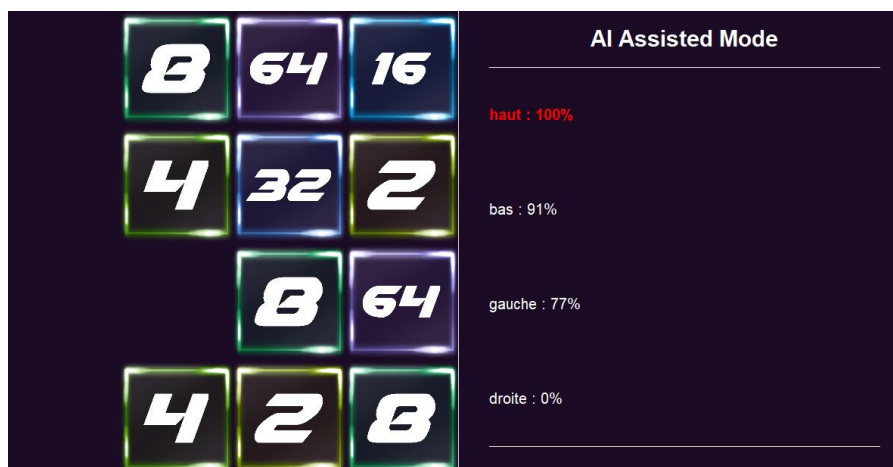 8 64 16
AI Assisted Mode
haut : 100%
4 32 2
bas : 91%
8 64
gauche : 77%
4 2 8
droite : 0%